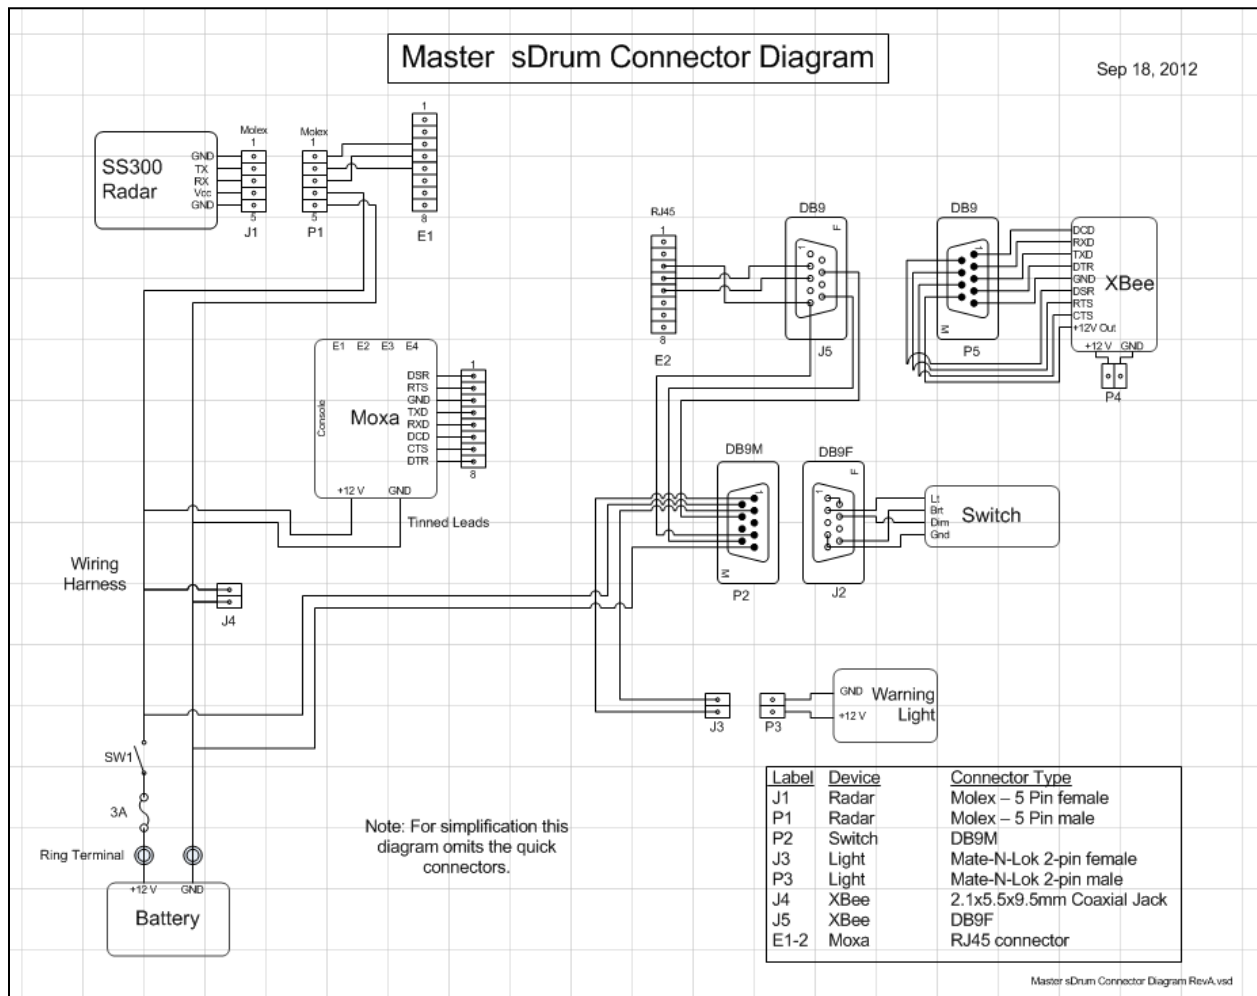 Master sDrum Connector Diagram
Sep 18, 2012
SS300
Radar
GND
TX
RX
Vcc
GND
Molex
1
5
J1
Molex
1
5
P1
1
8
E1
RJ45
1
8
E2
DB9
F
1
J5
DB9
1
M
P5
DCD
RXD
TXD
DTR
GND
DSR
RTS
CTS
+12V Out
XBee
+12 V GND
P4
E1 E2 E3 E4
Console
Moxa
DSR
RTS
GND
TXD
RXD
DCD
CTS
DTR
+12 V GND
1
8
Tinned Leads
DB9M
1
M
P2
DB9F
F
1
J2
Lt
Brt
Dim
Gnd
Switch
Wiring
Harness
J4
J3
P3
GND
+12 V
Warning
Light
SW1
3A
Ring Terminal
+12 V GND
Battery
Note: For simplification this
diagram omits the quick
connectors.
Label Device Connector Type
J1 Radar Molex – 5 Pin female
P1 Radar Molex – 5 Pin male
P2 Switch DB9M
J3 Light Mate-N-Lok 2-pin female
P3 Light Mate-N-Lok 2-pin male
J4 XBee 2.1x5.5x9.5mm Coaxial Jack
J5 XBee DB9F
E1-2 Moxa RJ45 connector
Master sDrum Connector Diagram RevA.vsd